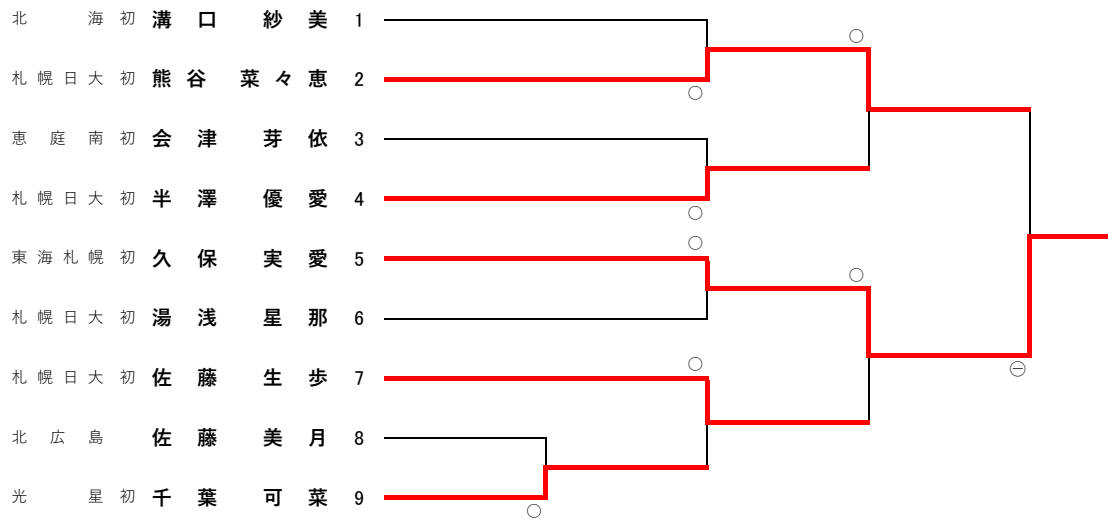 北海 初 溝口 紗美 1
札幌日大 初 熊谷 菜々恵 2
恵庭南 初 会津 芽依 3
札幌日大 初 半澤 優愛 4
東海札幌 初 久保 実愛 5
札幌日大 初 湯浅 星那 6
札幌日大 初 佐藤 生歩 7
北広島 佐藤 美月 8
光星 初 千葉 可菜 9